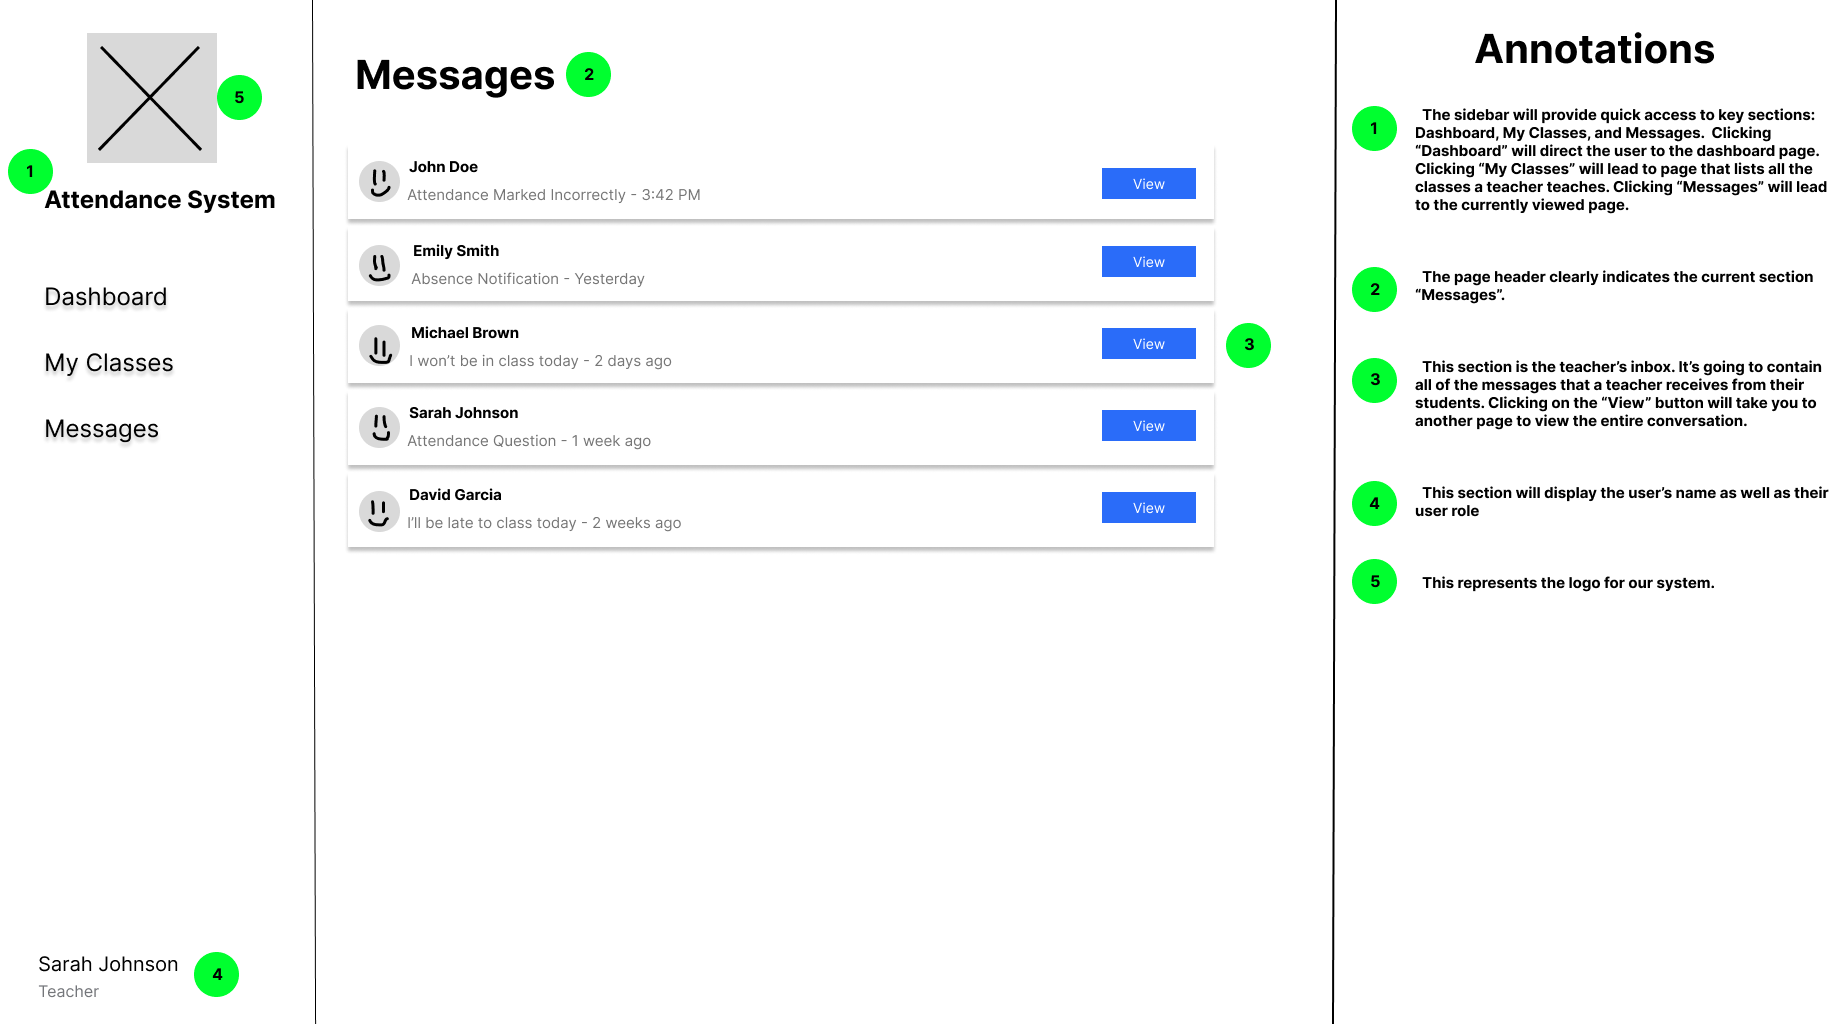 5
1
Attendance System
Dashboard
My Classes
Messages
Sarah Johnson
Teacher
4
Messages
2
John Doe
Attendance Marked Incorrectly - 3:42 PM
View
Emily Smith
Absence Notification - Yesterday
View
Michael Brown
I won’t be in class today - 2 days ago
View
3
Sarah Johnson
Attendance Question - 1 week ago
View
David Garcia
I’ll be late to class today - 2 weeks ago
View
Annotations
1
The sidebar will provide quick access to key sections:
Dashboard, My Classes, and Messages. Clicking
“Dashboard” will direct the user to the dashboard page.
Clicking “My Classes” will lead to page that lists all the
classes a teacher teaches. Clicking “Messages” will lead
to the currently viewed page.
2
The page header clearly indicates the current section
“Messages”.
3
This section is the teacher’s inbox. It’s going to contain
all of the messages that a teacher receives from their
students. Clicking on the “View” button will take you to
another page to view the entire conversation.
4
This section will display the user’s name as well as their
user role
5
This represents the logo for our system.